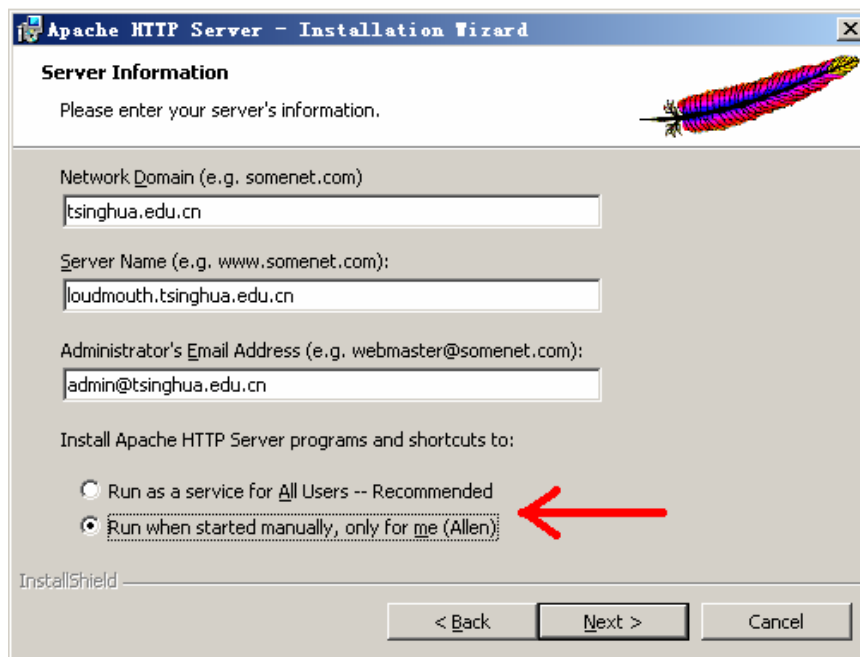 Apache HTTP Server - Installation Wizard
Server Information
Please enter your server's information.
Network Domain (e.g. somenet.com)
tsinghua.edu.cn
Server Name (e.g. www.somenet.com):
loudmouth.tsinghua.edu.cn
Administrator's Email Address (e.g. webmaster@somenet.com):
admin@tsinghua.edu.cn
Install Apache HTTP Server programs and shortcuts to:
Run as a service for All Users -- Recommended
Run when started manually, only for me (Allen)
InstallShield
< Back Next > Cancel